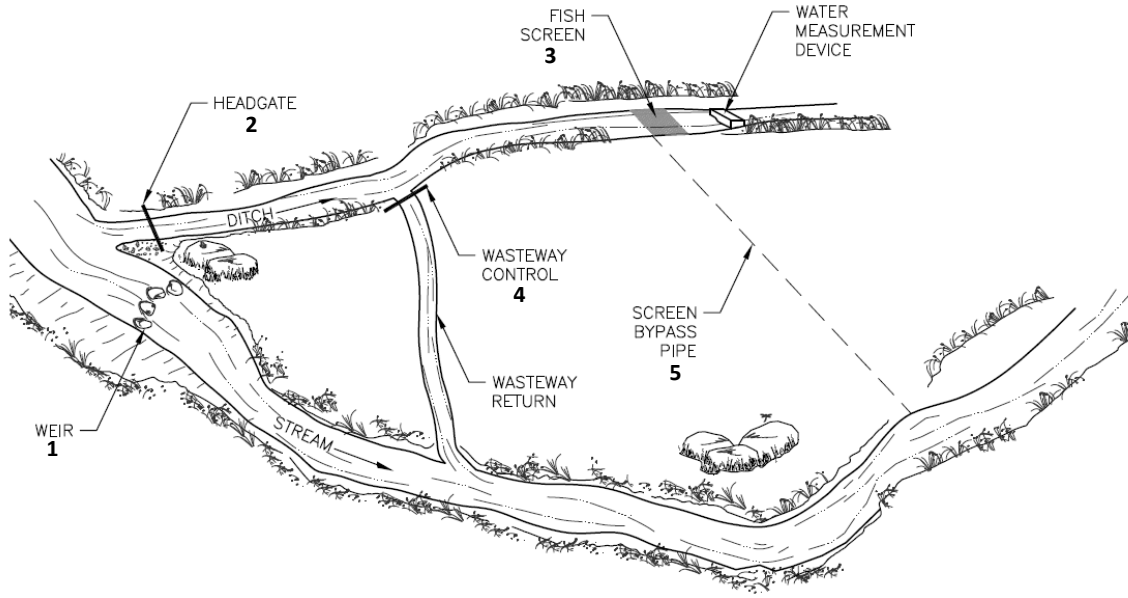 FISH
SCREEN
3
WATER
MEASUREMENT
DEVICE
HEADGATE
2
DITCH
WASTEWAY
CONTROL
4
SCREEN
BYPASS
PIPE
5
WASTEWAY
RETURN
WEIR
1
STREAM